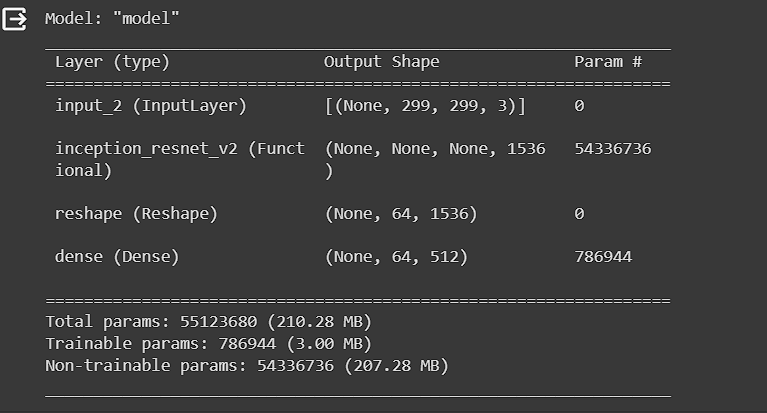 Model: "model"
Layer (type) Output Shape Param #
input_2 (InputLayer) [(None, 299, 299, 3)] 0
inception_resnet_v2 (Funct (None, None, None, 1536 54336736
ional) )
reshape (Reshape) (None, 64, 1536) 0
dense (Dense) (None, 64, 512) 786944
Total params: 55123680 (210.28 MB)
Trainable params: 786944 (3.00 MB)
Non-trainable params: 54336736 (207.28 MB)